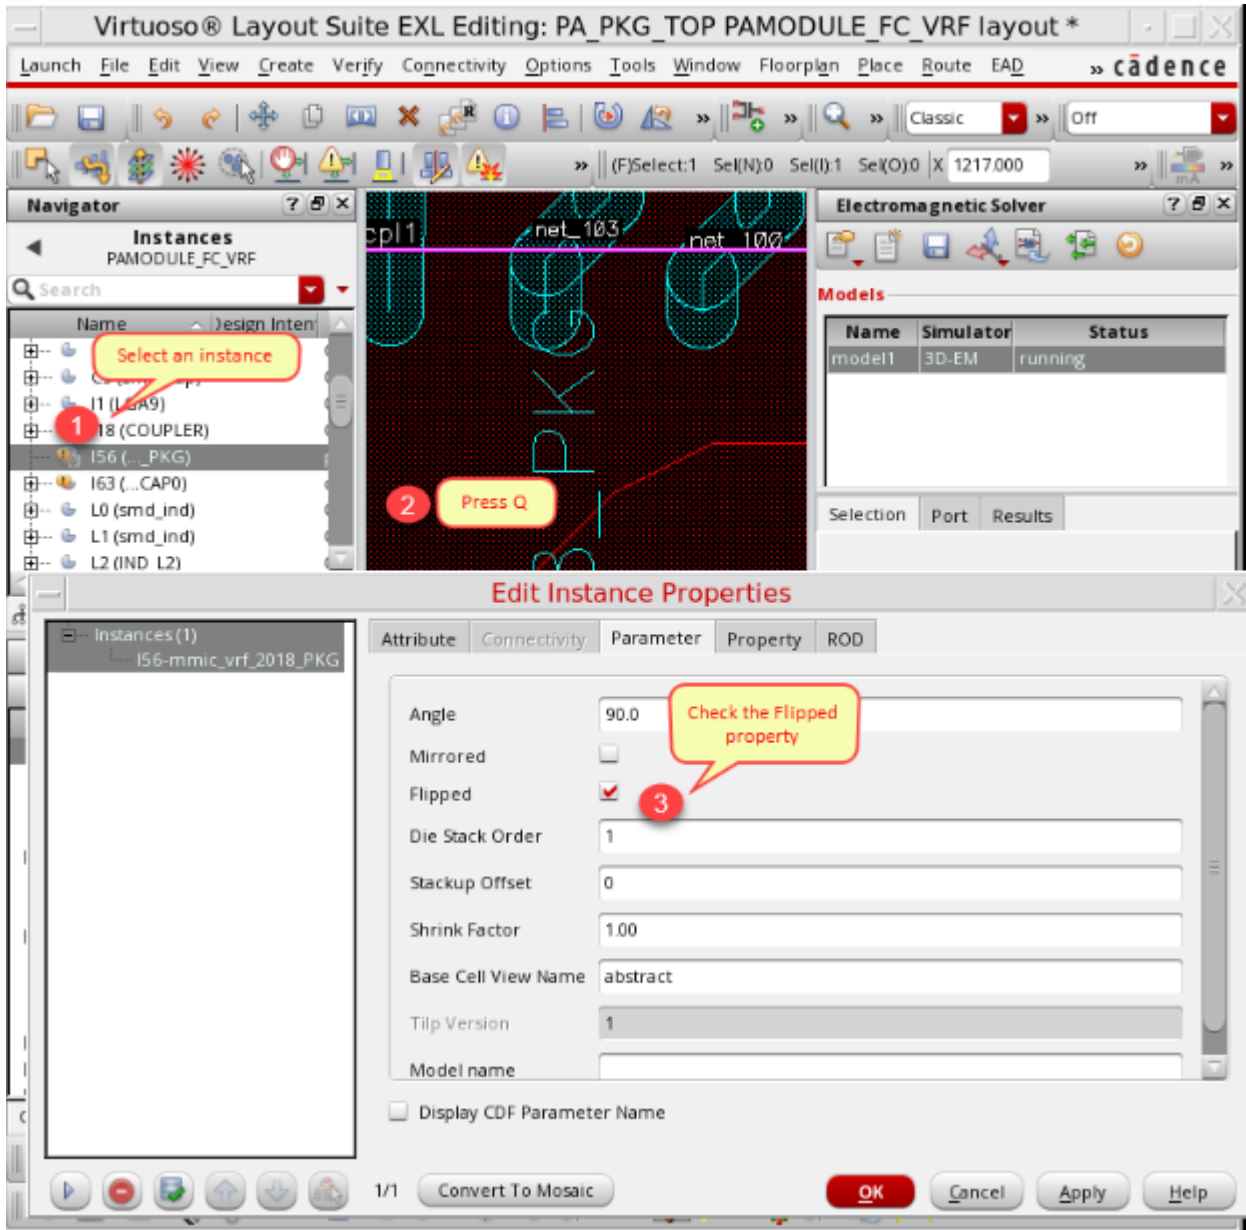 Virtuoso® Layout Suite EXL Editing: PA_PKG_TOP PAMODULE_FC_VRF layout *
Launch File Edit View Create Verify Connectivity Options Tools Window Floorplan Place Route EAD » cādence
R » » » Classic » Off
» (F)Select:1 Sel(N):0 Sel(I):1 Sel(O):0 X 1217.000 » mA »
Navigator
Instances
PAMODULE_FC_VRF
Search
Name Design Inten
Select an instance
I1 (LGA9)
1
18 (COUPLER)
I56 (..._PKG)
I63 (...CAP0)
L0 (smd_ind)
L1 (smd_ind)
L2 (IND_L2)
cpl1
net_103
net_100
PKG
2 Press Q
Electromagnetic Solver
Models
Name Simulator Status
model1 3D-EM running
Selection Port Results
Edit Instance Properties
Instances (1)
I56-mmic_vrf_2018_PKG
Attribute Connectivity Parameter Property ROD
Angle 90.0
Check the Flipped
property
Mirrored
Flipped
3
Die Stack Order 1
Stackup Offset 0
Shrink Factor 1.00
Base Cell View Name abstract
Tilp Version 1
Model name
Display CDF Parameter Name
1/1 Convert To Mosaic OK Cancel Apply Help